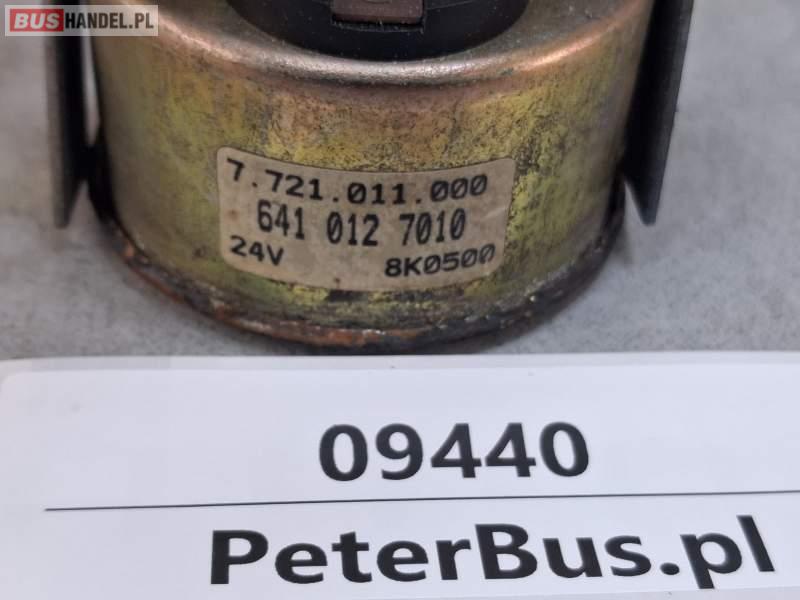 BUSHANDEL.PL
7.721.011.000
641 012 7010
24V 8K0500
09440
PeterBus.pl